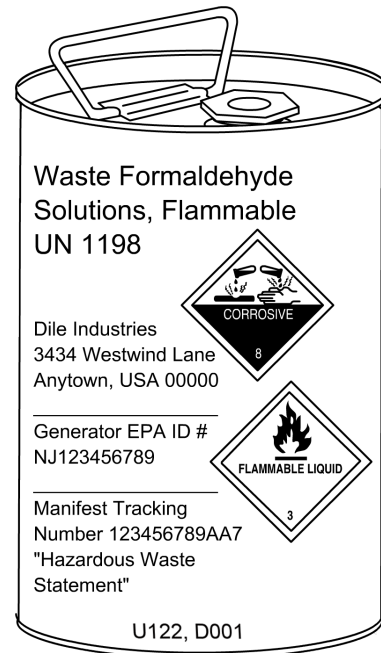 Waste Formaldehyde
Solutions, Flammable
UN 1198
CORROSIVE
8
Dile Industries
3434 Westwind Lane
Anytown, USA 00000
Generator EPA ID #
NJ123456789
FLAMMABLE LIQUID
3
Manifest Tracking
Number 123456789AA7
"Hazardous Waste
Statement"
U122, D001